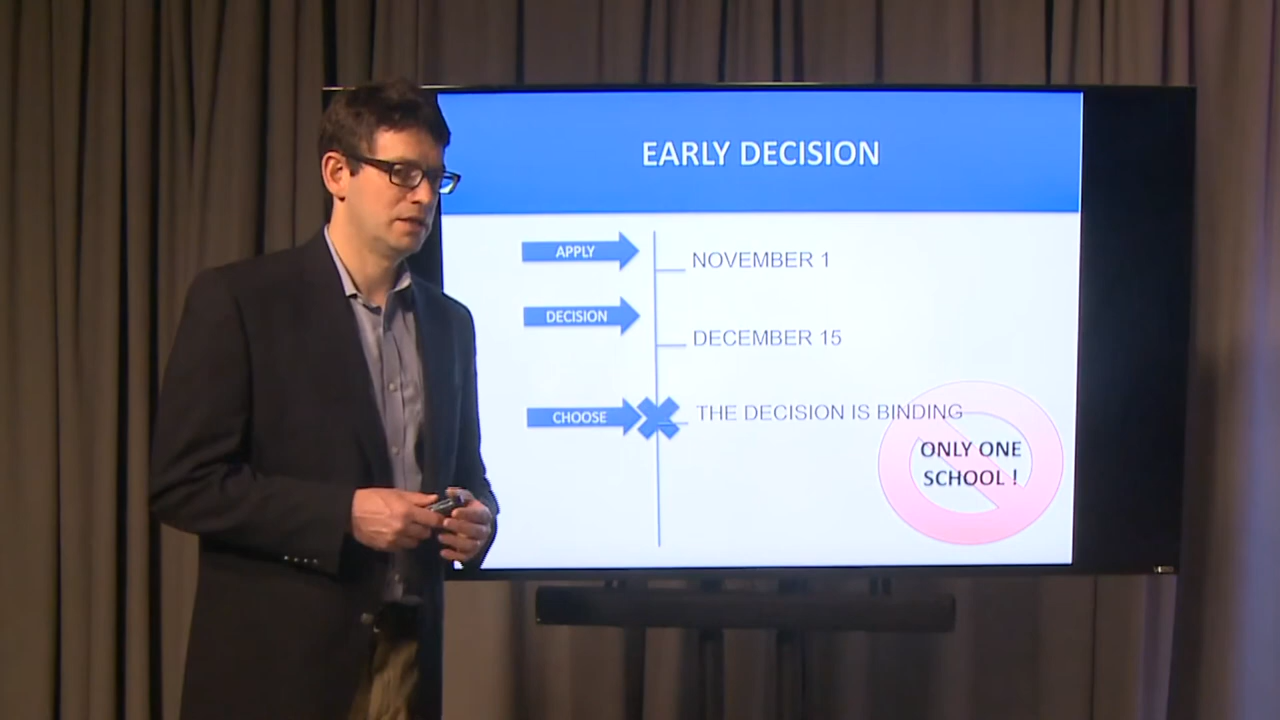 EARLY DECISION
APPLY
NOVEMBER 1
DECISION
DECEMBER 15
CHOOSE
THE DECISION IS BINDING
ONLY ONE
SCHOOL !